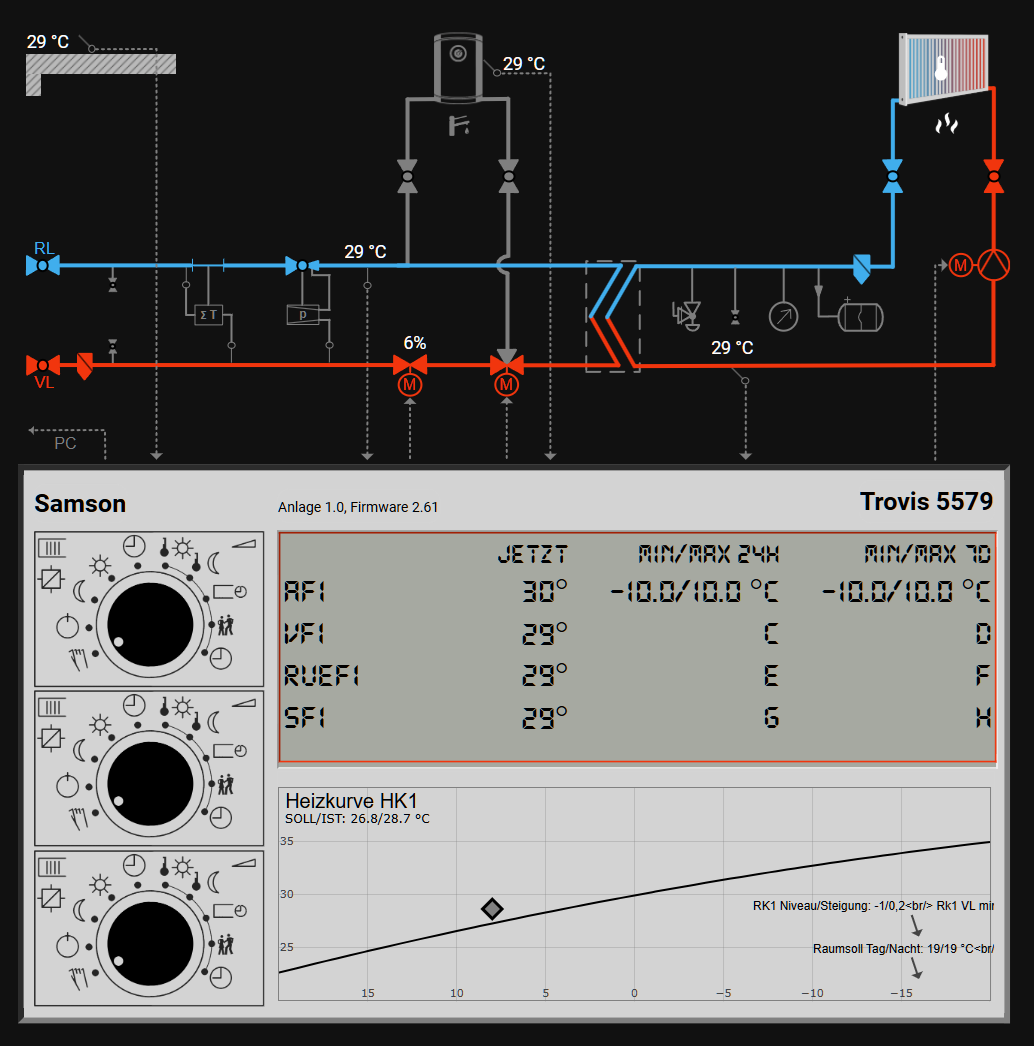 29 °C
29 °C
RL
29 °C
M
Σ T
p
6%
29 °C
VL
M
M
PC
Samson
Anlage 1.0, Firmware 2.61
Trovis 5579
JETZT MIN/MAX 24H MIN/MAX 7D
AF1 30° -10.0/10.0 °C -10.0/10.0 °C
VF1 29° C D
RUEF1 29° E F
SF1 29° G H
Heizkurve HK1
SOLL/IST: 26.8/28.7 °C
35
30
RK1 Niveau/Steigung: -1/0,2<br/> Rk1 VL min
25
Raumsoll Tag/Nacht: 19/19 °C<br/
15 10 5 0 −5 −10 −15